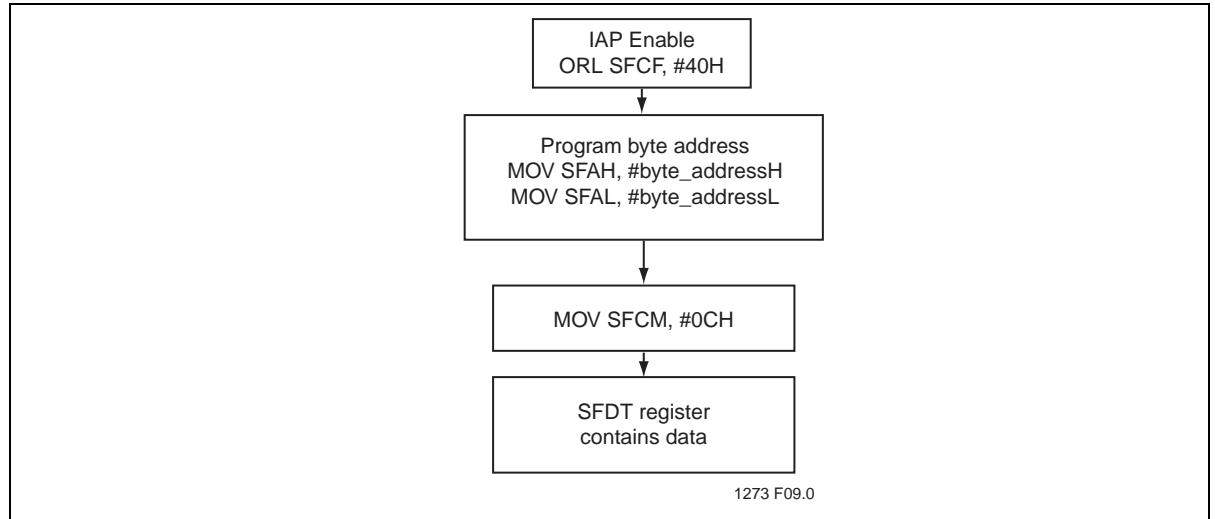 IAP Enable
ORL SFCF, #40H
Program byte address
MOV SFAH, #byte_addressH
MOV SFAL, #byte_addressL
MOV SFCM, #0CH
SFDT register
contains data
1273 F09.0